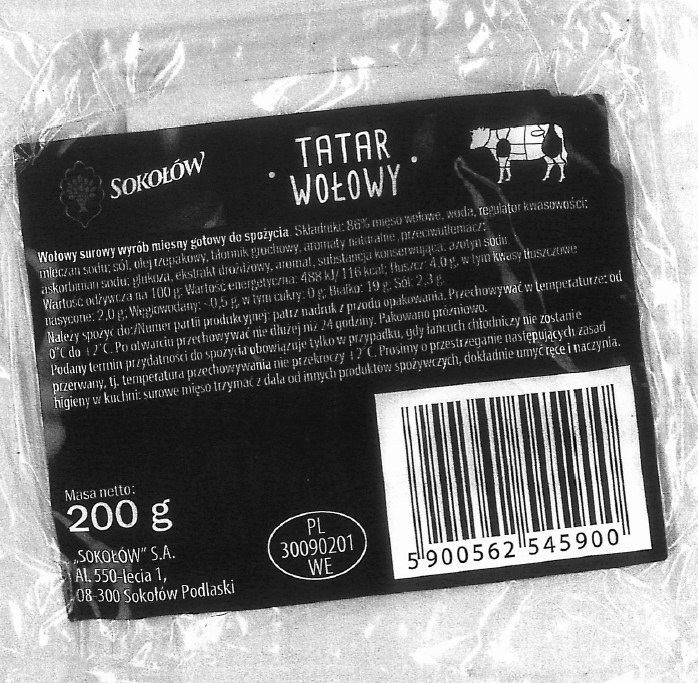 SOKOŁÓW
· TATAR ·
WOŁOWY
Wołowy surowy wyrób mięsny gotowy do spożycia. Składniki: 86% mięso wołowe, woda, regulator kwasowości:
mleczan sodu; sól, olej rzepakowy, błonnik grochowy, aromaty naturalne, przeciwutleniacz:
askorbinian sodu; glukoza, ekstrakt drożdżowy, aromat, substancja konserwująca: azotyn sodu.
Wartość odżywcza na 100 g: Wartość energetyczna: 488 kJ/ 116 kcal; Tłuszcz: 4,0 g, w tym kwasy tłuszczowe
nasycone: 2,0 g; Węglowodany: <0,5 g, w tym cukry: 0 g; Białko: 19 g, Sól: 2,3 g.
Należy spożyć do:/Numer partii produkcyjnej: patrz nadruk z przodu opakowania. Przechowywać w temperaturze: od
0°C do +2°C. Po otwarciu przechowywać nie dłużej niż 24 godziny. Pakowano próżniowo.
Podany termin przydatności do spożycia obowiązuje tylko w przypadku, gdy łańcuch chłodniczy nie zostanie
przerwany, tj. temperatura przechowywania nie przekroczy +2°C. Prosimy o przestrzeganie następujących zasad
higieny w kuchni: surowe mięso trzymać z dala od innych produktów spożywczych, dokładnie umyć ręce i naczynia.
Masa netto:
200 g
„SOKOŁÓW" S.A.
Al. 550-lecia 1,
08-300 Sokołów Podlaski
PL
30090201
WE
5 900562 545900